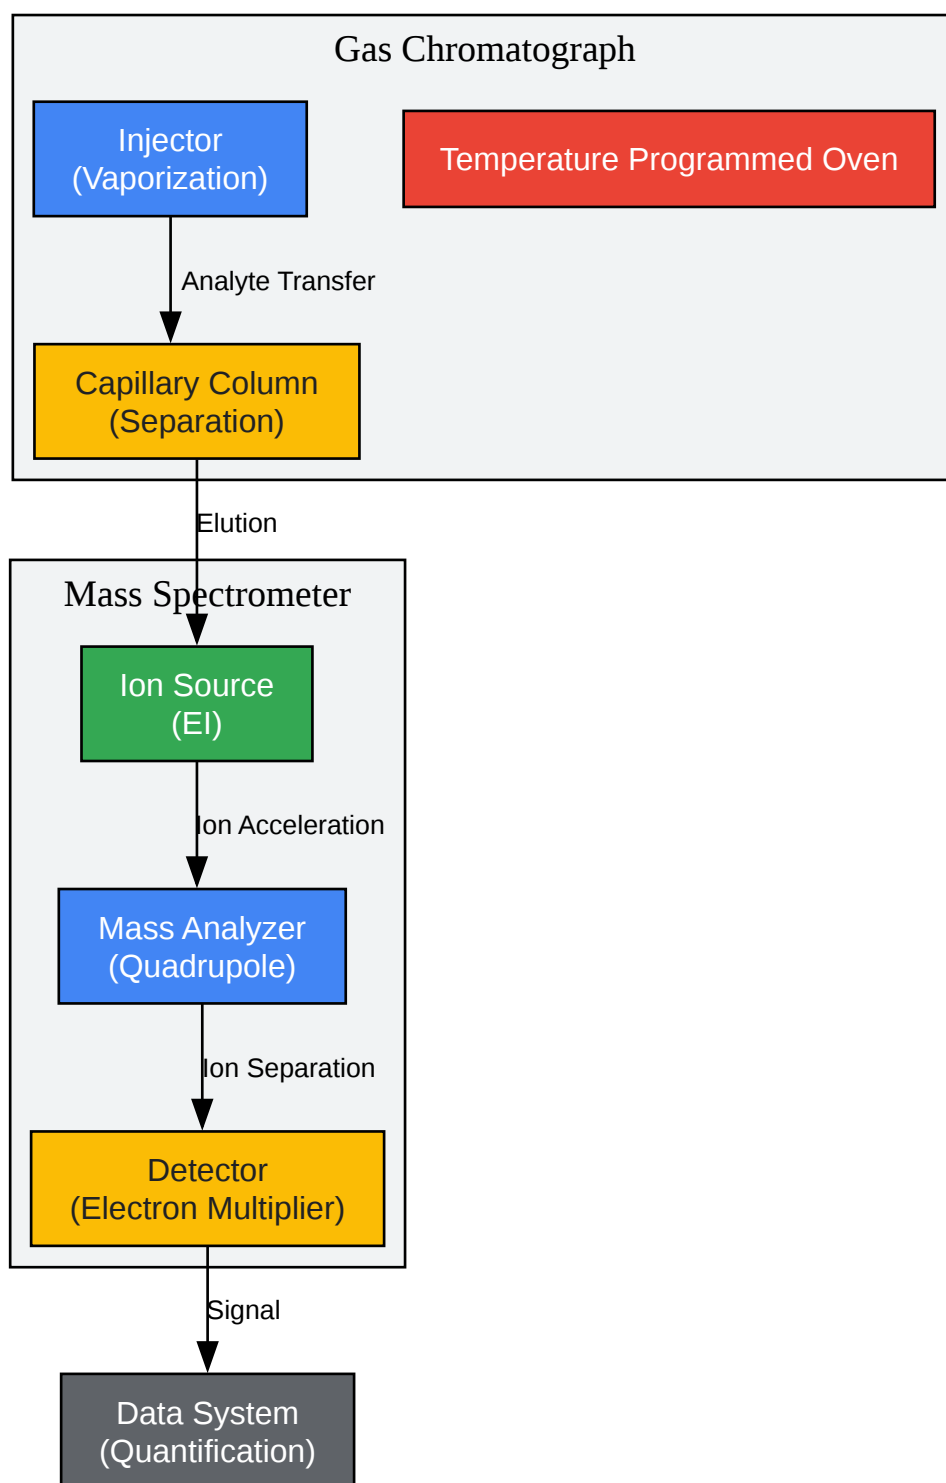 Gas Chromatograph
Injector
(Vaporization)
Temperature Programmed Oven
Analyte Transfer
Capillary Column
(Separation)
Elution
Mass Spectrometer
Ion Source
(EI)
Ion Acceleration
Mass Analyzer
(Quadrupole)
Ion Separation
Detector
(Electron Multiplier)
Signal
Data System
(Quantification)